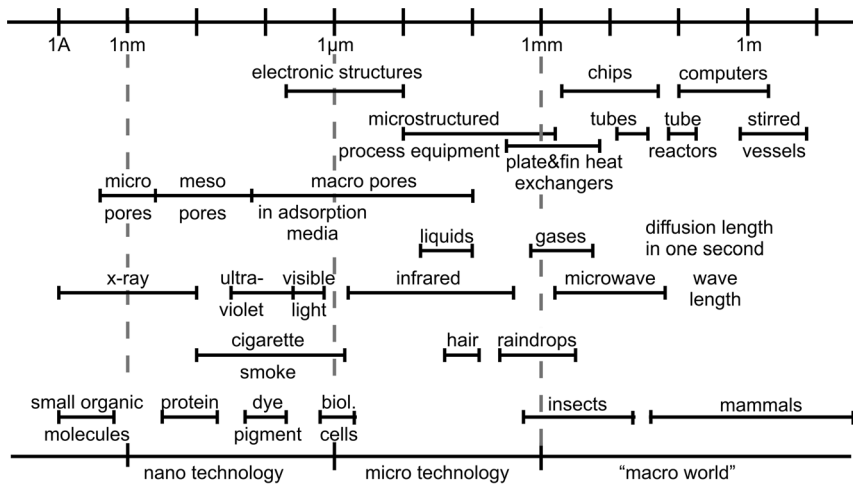 1A 1nm 1µm 1mm 1m
electronic structures chips computers
microstructured tubes tube stirred
process equipment reactors vessels
plate&fin heat
exchangers
micro meso macro pores
pores pores in adsorption
media
liquids gases diffusion length
in one second
x-ray ultra- visible infrared microwave wave
violet light length
cigarette hair raindrops
smoke
small organic protein dye biol. insects mammals
molecules pigment cells
nano technology micro technology “macro world”